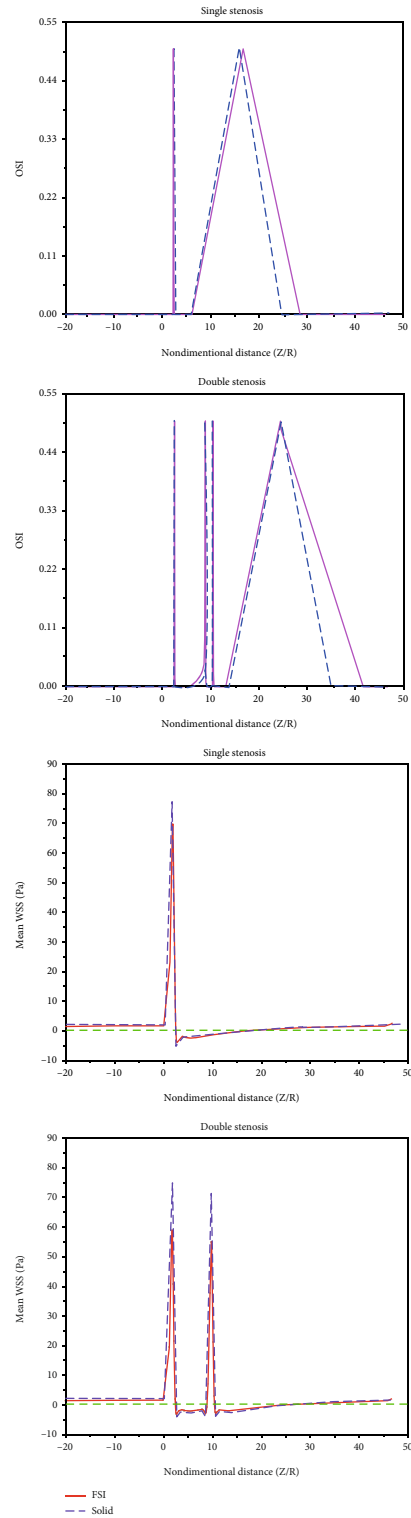 Single stenosis
0.55
0.44
0.33
0.22
0.11
0.00
OSI
–20 –10 0 10 20 30 40 50
Nondimentional distance (Z/R)
Double stenosis
0.55
0.44
0.33
0.22
0.11
0.00
OSI
–20 –10 0 10 20 30 40 50
Nondimentional distance (Z/R)
Single stenosis
90
80
70
60
50
40
30
20
10
0
–10
Mean WSS (Pa)
–20 –10 0 10 20 30 40 50
Nondimentional distance (Z/R)
Double stenosis
90
80
70
60
50
40
30
20
10
0
–10
Mean WSS (Pa)
–20 –10 0 10 20 30 40 50
Nondimentional distance (Z/R)
FSI
Solid